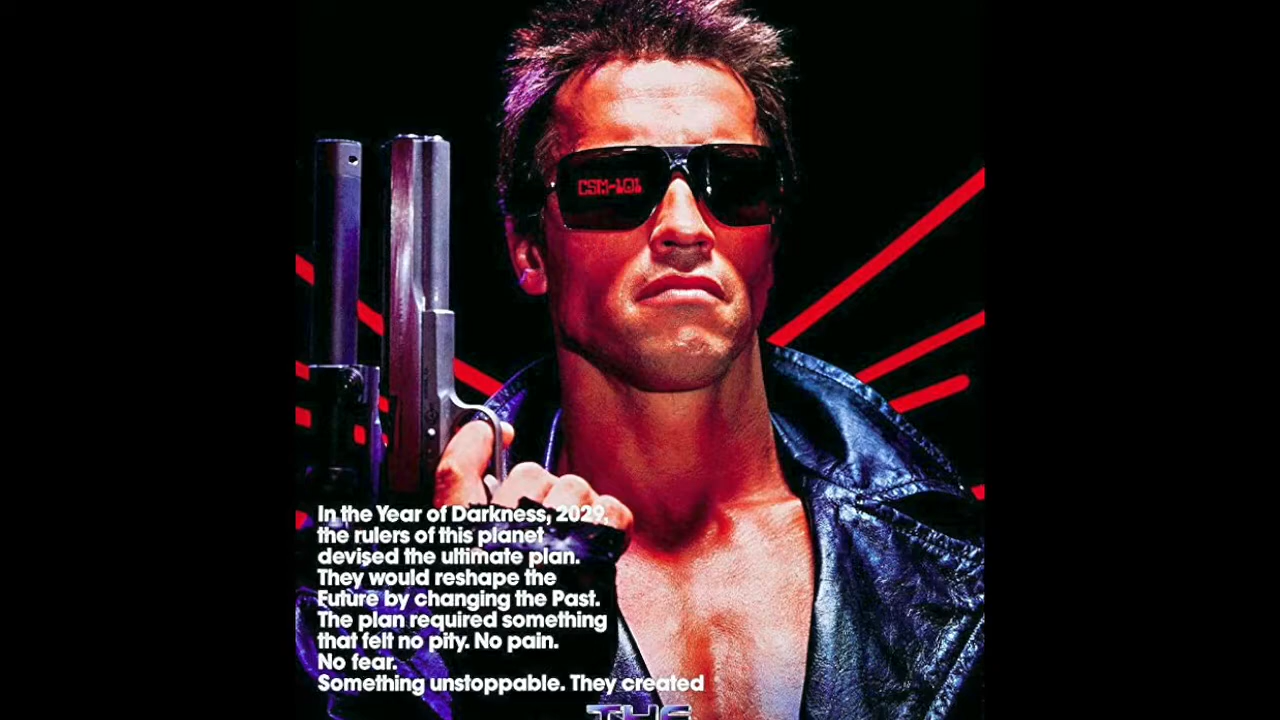 CSM-101
In the Year of Darkness, 2029,
the rulers of this planet
devised the ultimate plan.
They would reshape the
Future by changing the Past.
The plan required something
that felt no pity. No pain.
No fear.
Something unstoppable. They created
THE